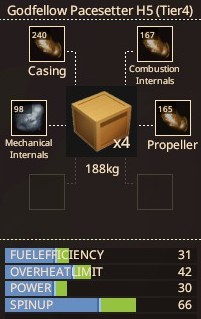 Godfellow Pacesetter H5 (Tier4)
240
167
Casing
Combustion
Internals
98
165
x4
Mechanical
Internals
Propeller
188kg
FUELEFFICIENCY 31
OVERHEATLIMIT 42
POWER 30
SPINUP 66